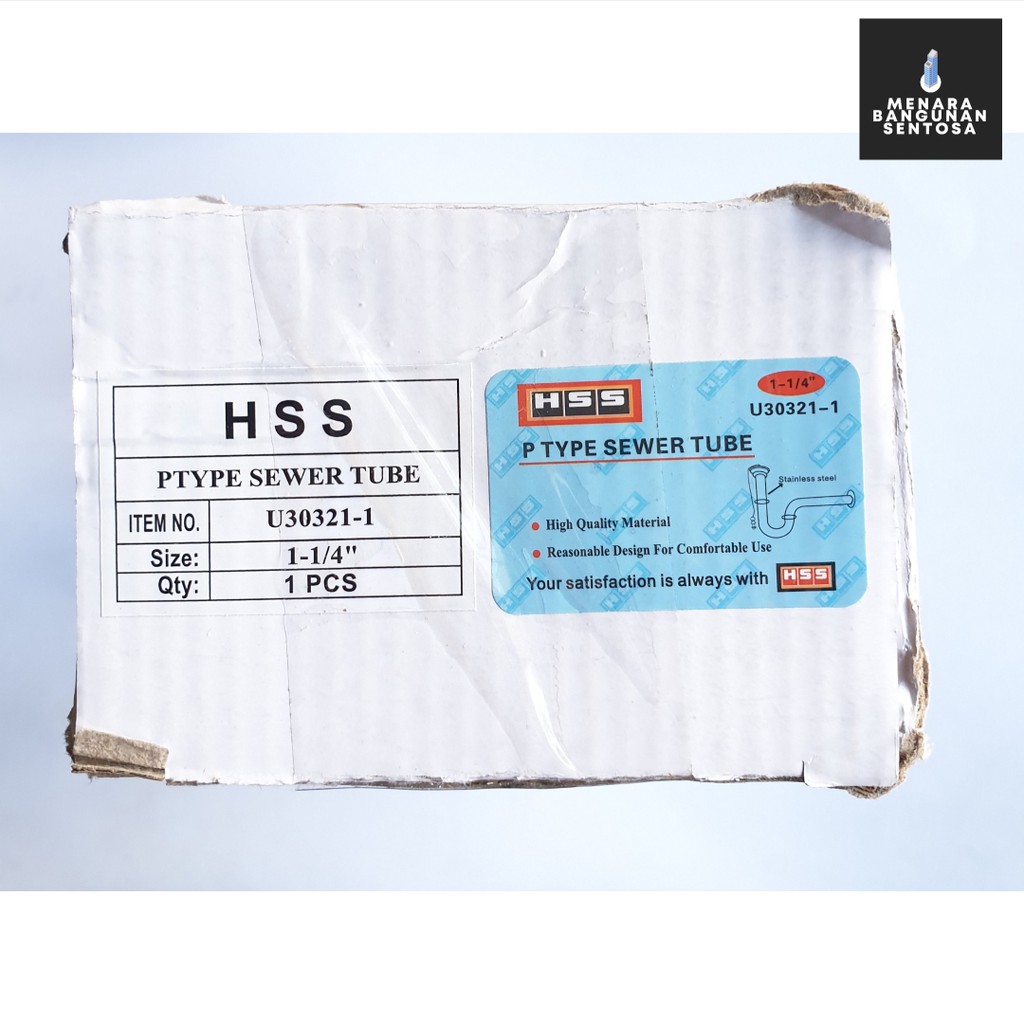 MENARA
BANGUNAN
SENTOSA
HSS
PTYPE SEWER TUBE
ITEM NO. U30321-1
Size: 1-1/4"
Qty: 1 PCS
HSS
1-1/4"
U30321-1
P TYPE SEWER TUBE
Stainless steel
• High Quality Material
• Reasonable Design For Comfortable Use
Your satisfaction is always with HSS